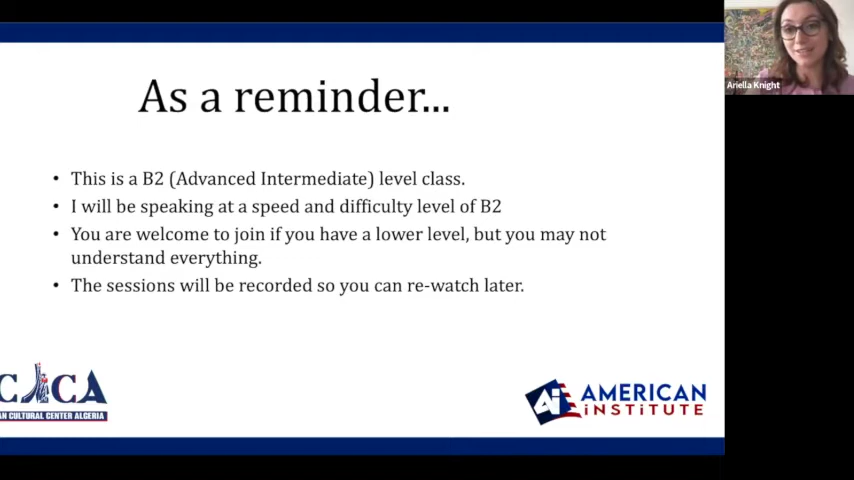 As a reminder...
• This is a B2 (Advanced Intermediate) level class.
• I will be speaking at a speed and difficulty level of B2
• You are welcome to join if you have a lower level, but you may not
understand everything.
• The sessions will be recorded so you can re-watch later.
Ariella Knight
CACA
AN CULTURAL CENTER ALGERIA
Ai
AMERICAN
iNSTiTUTE